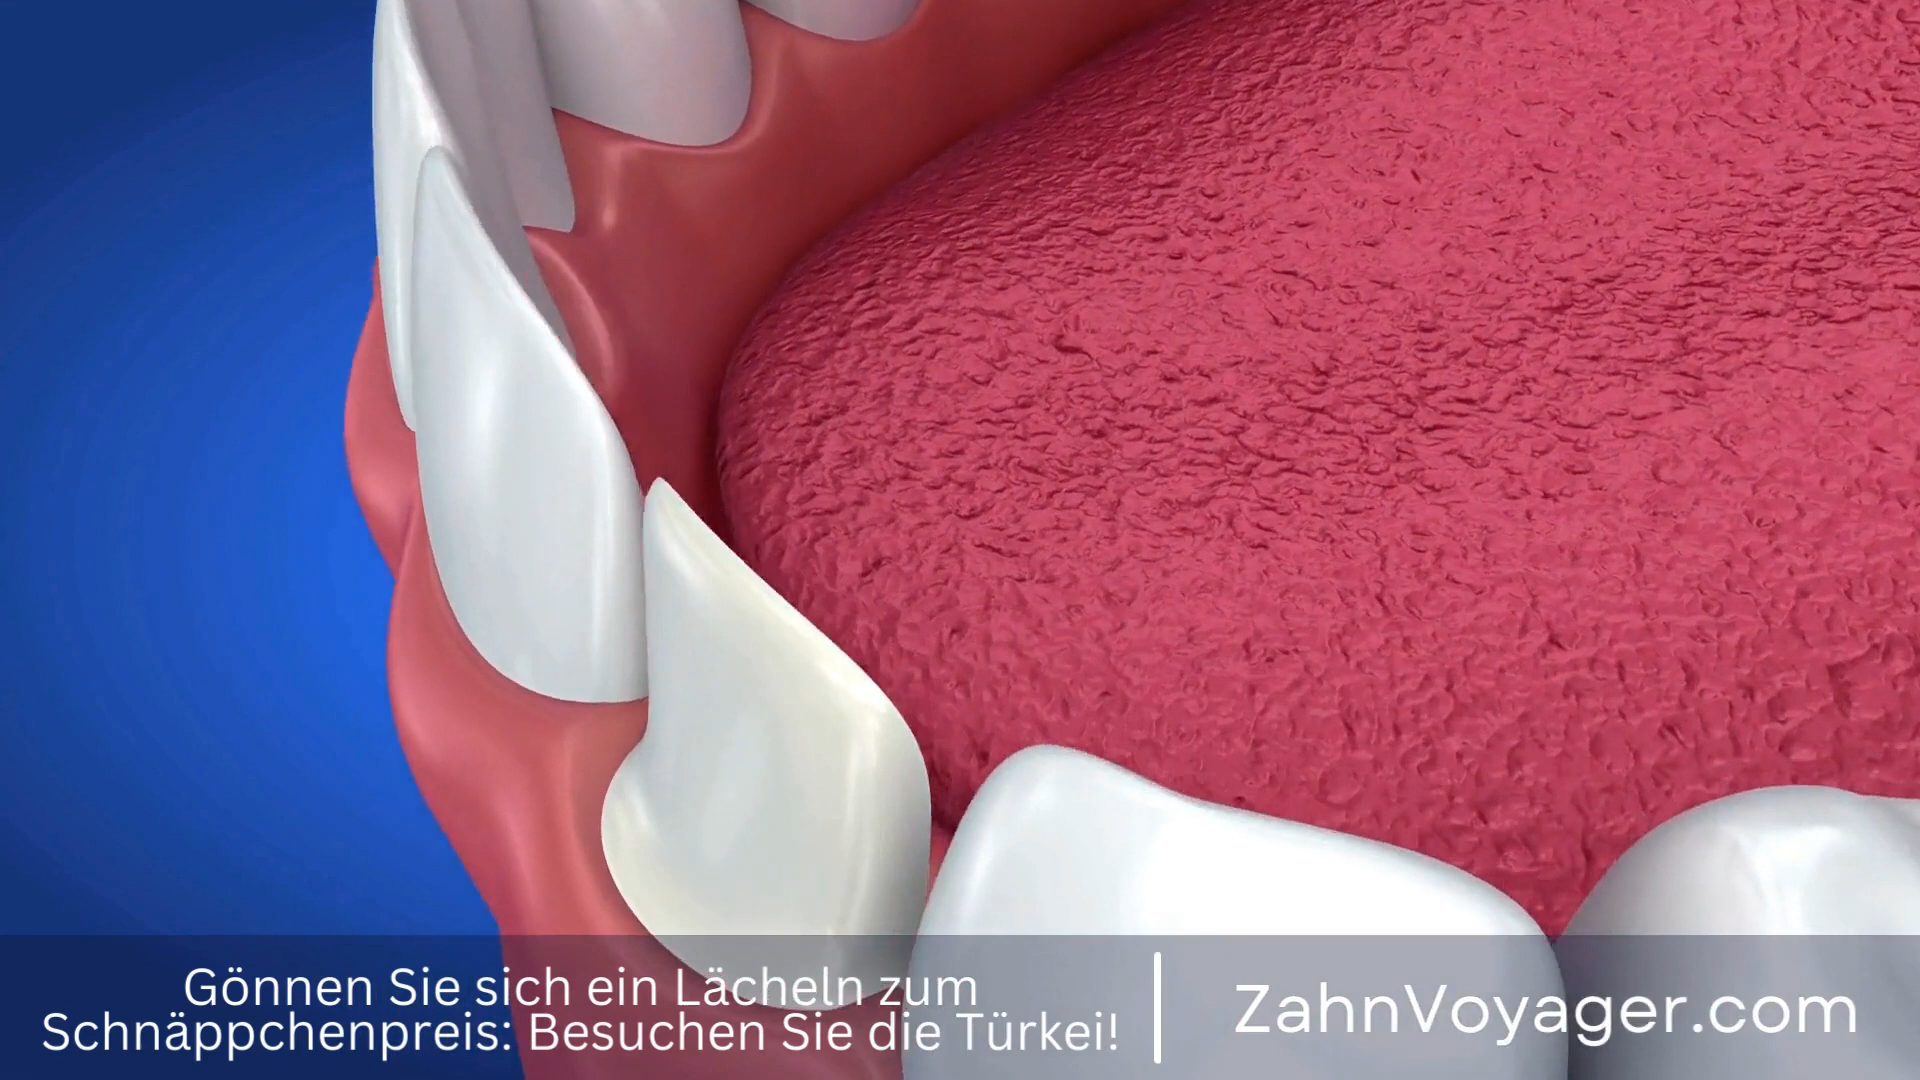 Gönnen Sie sich ein Lächeln zum
Schnäppchenpreis: Besuchen Sie die Türkei!
ZahnVoyager.com